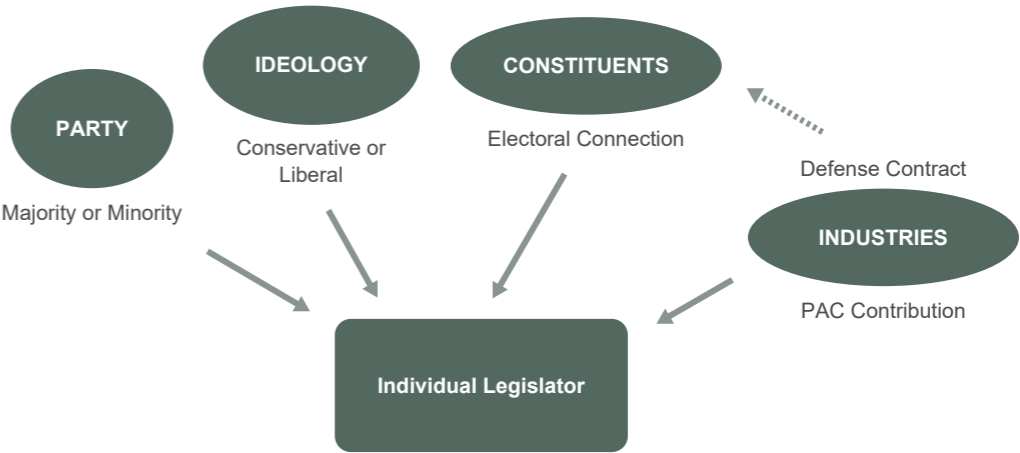 PARTY
Majority or Minority
IDEOLOGY
Conservative or
Liberal
CONSTITUENTS
Electoral Connection
Defense Contract
INDUSTRIES
PAC Contribution
Individual Legislator